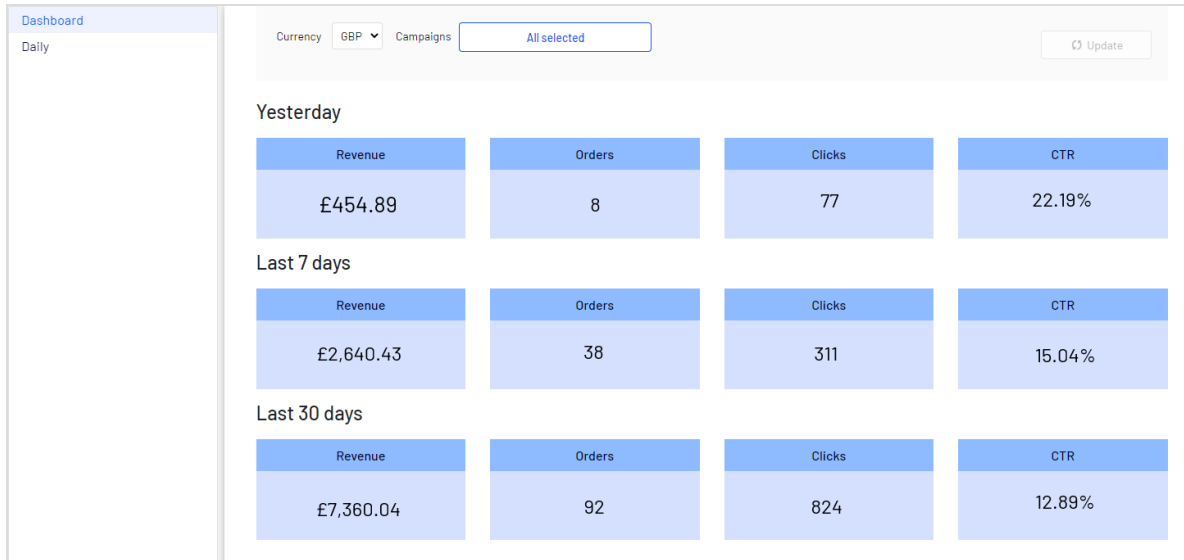 Dashboard
Daily
Currency GBP Campaigns All selected
Update
Yesterday
Revenue Orders Clicks CTR
£454.89 8 77 22.19%
Last 7 days
Revenue Orders Clicks CTR
£2,640.43 38 311 15.04%
Last 30 days
Revenue Orders Clicks CTR
£7,360.04 92 824 12.89%